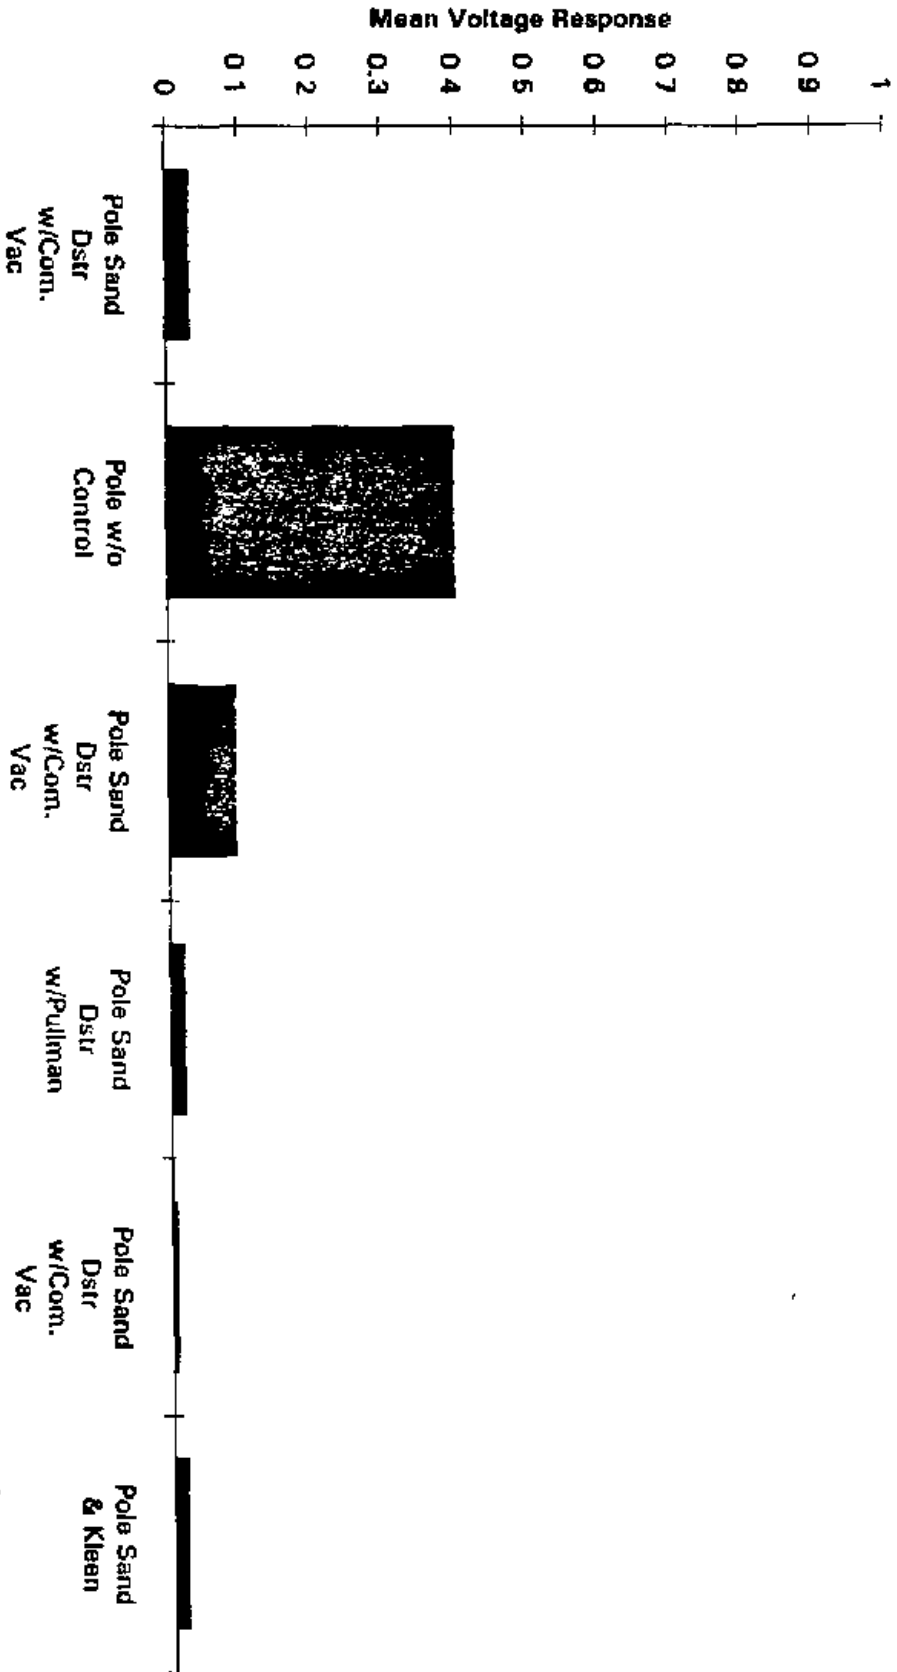 Mean Voltage Response
1
0 9
0 8
0 7
0 6
0 5
0 4
0.3
0 2
0 1
0
Pole Sand
Dstr
w/Com.
Vac
Pole w/o
Control
Pole Sand
Dstr
w/Com.
Vac
Pole Sand
Dstr
w/Pullman
Pole Sand
Dstr
w/Com.
Vac
Pole Sand
& Kleen